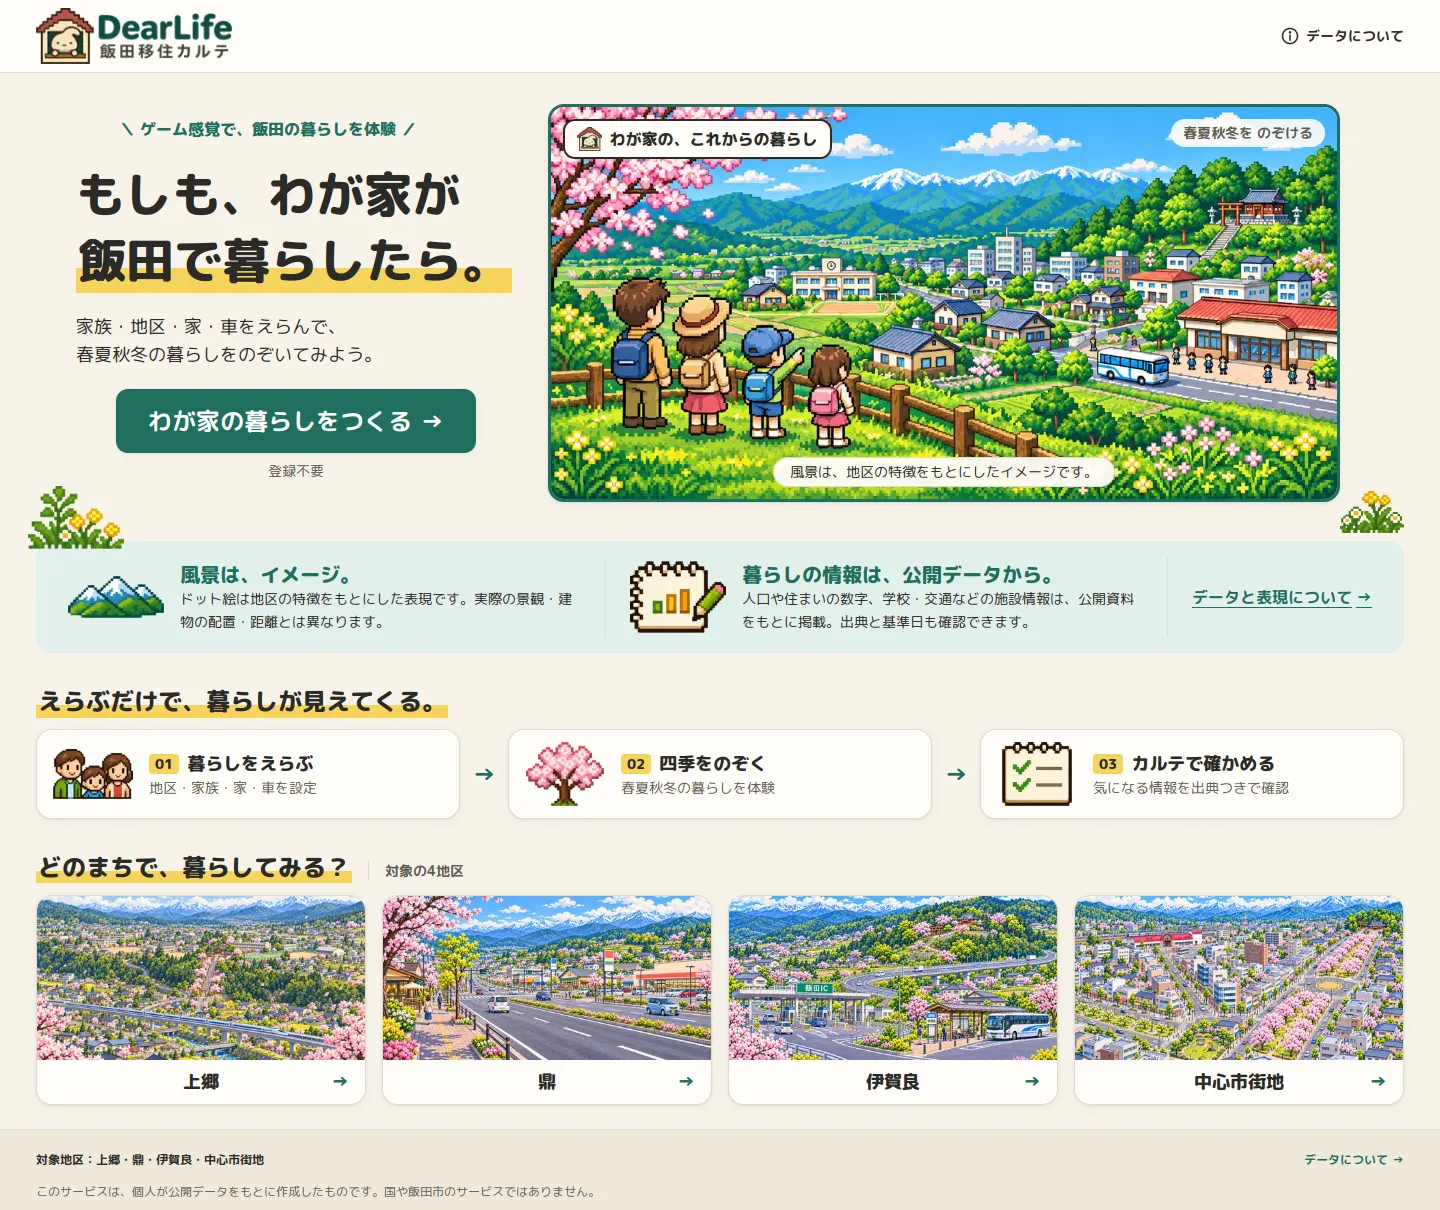 DearLife
飯田移住カルテ
データについて
\ ゲーム感覚で、飯田の暮らしを体験 /
もしも、わが家が
飯田で暮らしたら。
家族・地区・家・車をえらんで、
春夏秋冬の暮らしをのぞいてみよう。
わが家の暮らしをつくる →
登録不要
わが家の、これからの暮らし
春夏秋冬を のぞける
風景は、地区の特徴をもとにしたイメージです。
風景は、イメージ。
ドット絵は地区の特徴をもとにした表現です。実際の景観・建
物の配置・距離とは異なります。
暮らしの情報は、公開データから。
人口や住まいの数字、学校・交通などの施設情報は、公開資料
をもとに掲載。出典と基準日も確認できます。
データと表現について →
えらぶだけで、暮らしが見えてくる。
01 暮らしをえらぶ
地区・家族・家・車を設定
→
02 四季をのぞく
春夏秋冬の暮らしを体験
→
03 カルテで確かめる
気になる情報を出典つきで確認
どのまちで、暮らしてみる？
対象の4地区
飯田IC
上郷 →
鼎 →
伊賀良 →
中心市街地 →
対象地区：上郷・鼎・伊賀良・中心市街地
データについて →
このサービスは、個人が公開データをもとに作成したものです。国や飯田市のサービスではありません。